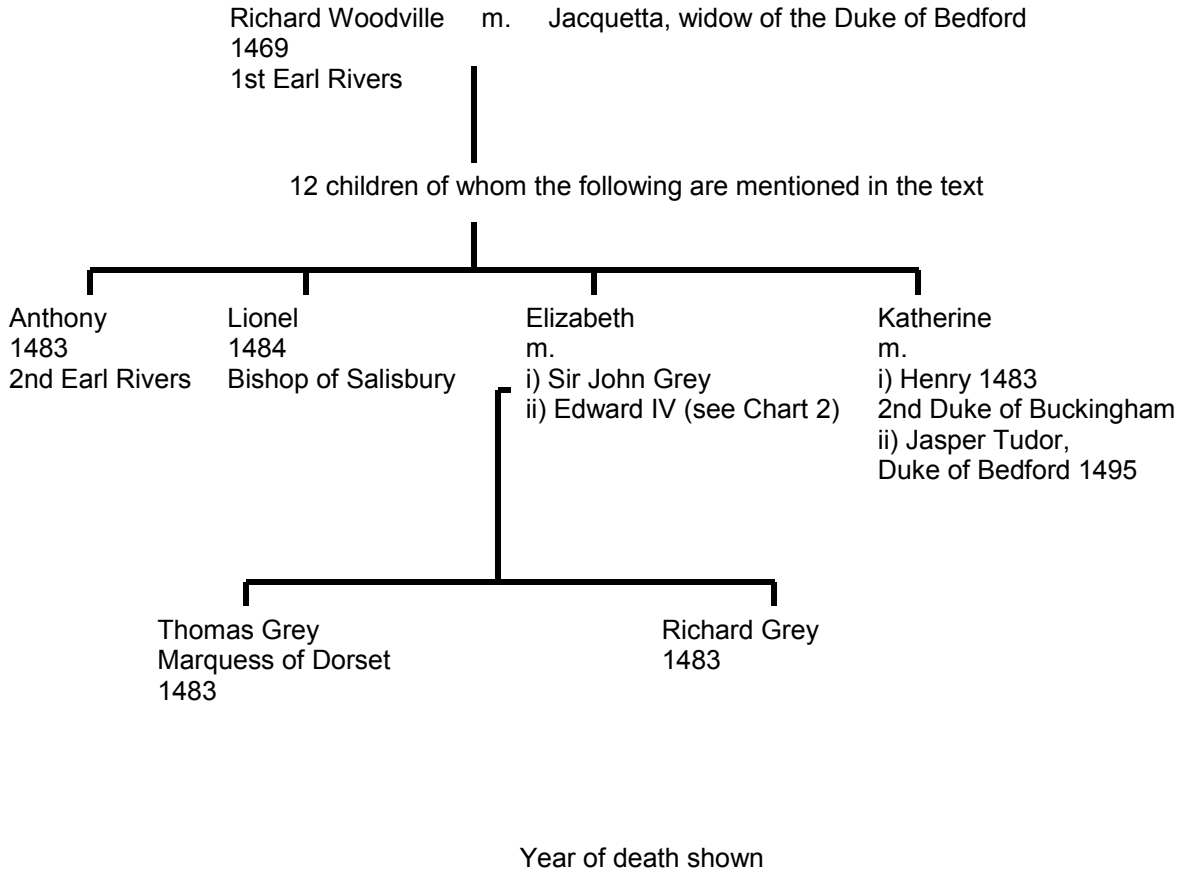 Richard Woodville m. Jacquetta, widow of the Duke of Bedford
1469
1st Earl Rivers
12 children of whom the following are mentioned in the text
Anthony
1483
2nd Earl Rivers
Lionel
1484
Bishop of Salisbury
Elizabeth
m.
i) Sir John Grey
ii) Edward IV (see Chart 2)
Katherine
m.
i) Henry 1483
2nd Duke of Buckingham
ii) Jasper Tudor,
Duke of Bedford 1495
Thomas Grey
Marquess of Dorset
1483
Richard Grey
1483
Year of death shown